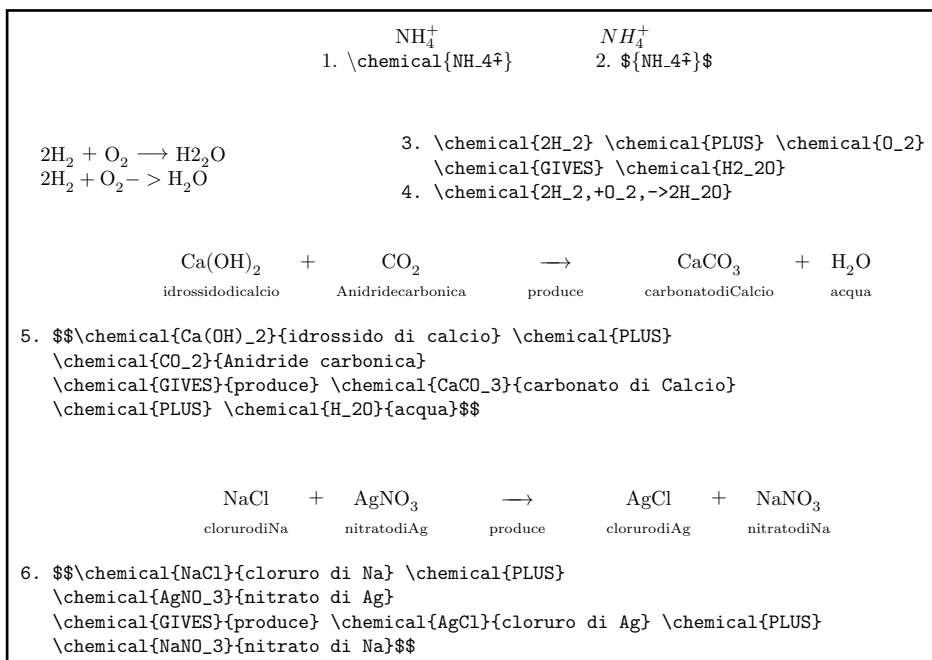 NH₄⁺ NH₄⁺
1. \chemical{NH_4^+} 2. ${NH_4^+}$
2H₂ + O₂ ⟶ H2₂O
2H₂ + O₂− > H₂O
3. \chemical{2H_2} \chemical{PLUS} \chemical{O_2}
\chemical{GIVES} \chemical{H2_2O}
4. \chemical{2H_2,+O_2,->2H_2O}
Ca(OH)₂ + CO₂ ⟶ CaCO₃ + H₂O
idrossidodicalcio Anidridecarbonica produce carbonatodiCalcio acqua
5. $$\chemical{Ca(OH)_2}{idrossido di calcio} \chemical{PLUS}
\chemical{CO_2}{Anidride carbonica}
\chemical{GIVES}{produce} \chemical{CaCO_3}{carbonato di Calcio}
\chemical{PLUS} \chemical{H_2O}{acqua}$$
NaCl + AgNO₃ ⟶ AgCl + NaNO₃
clorurodiNa nitratodiAg produce clorurodiAg nitratodiNa
6. $$\chemical{NaCl}{cloruro di Na} \chemical{PLUS}
\chemical{AgNO_3}{nitrato di Ag}
\chemical{GIVES}{produce} \chemical{AgCl}{cloruro di Ag} \chemical{PLUS}
\chemical{NaNO_3}{nitrato di Na}$$